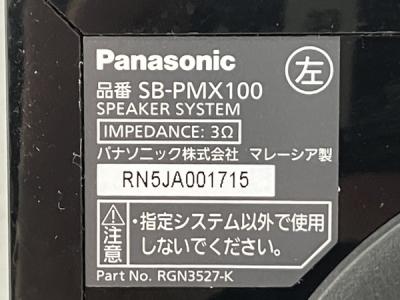 Panasonic
左
品番 SB-PMX100
SPEAKER SYSTEM
IMPEDANCE: 3Ω
パナソニック株式会社 マレーシア製
RN5JA001715
注意
・指定システム以外で使用
しないでください。
Part No. RGN3527-K